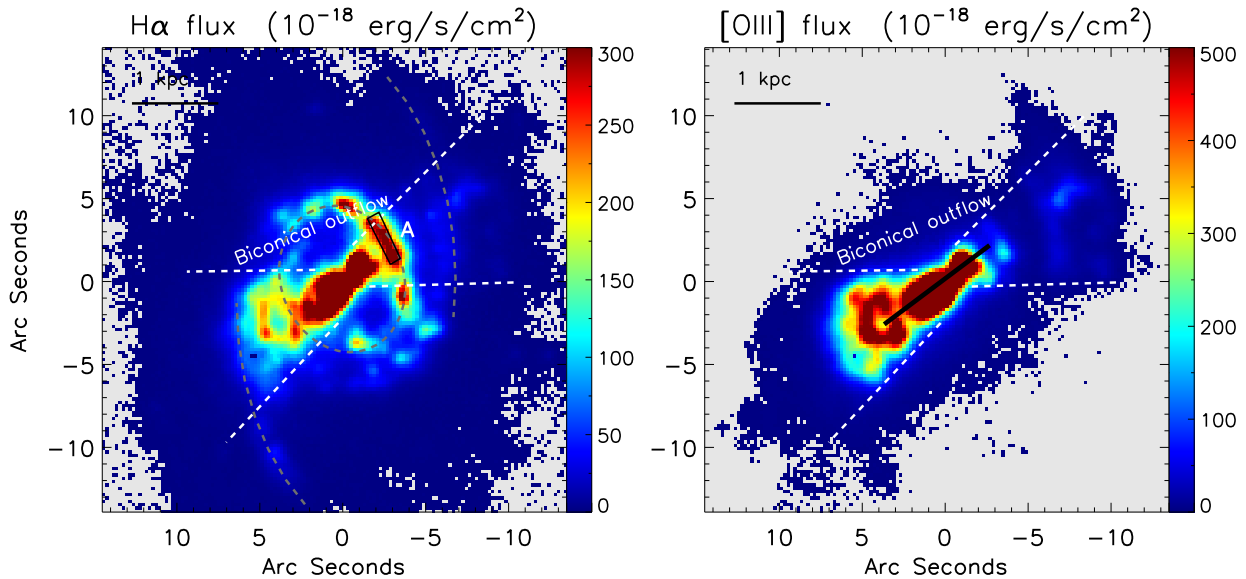 Hα flux (10⁻¹⁸ erg/s/cm²)
1 kpc
Biconical outflow
A
10
5
0
−5
−10
Arc Seconds
10 5 0 −5 −10
Arc Seconds
300
250
200
150
100
50
0
[OIII] flux (10⁻¹⁸ erg/s/cm²)
1 kpc
Biconical outflow
10
5
0
−5
−10
10 5 0 −5 −10
Arc Seconds
500
400
300
200
100
0